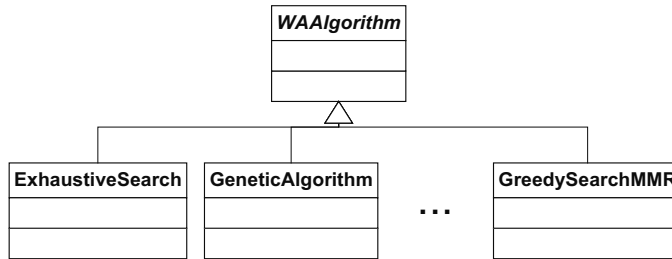 WAAlgorithm
ExhaustiveSearch
GeneticAlgorithm
...
GreedySearchMMR